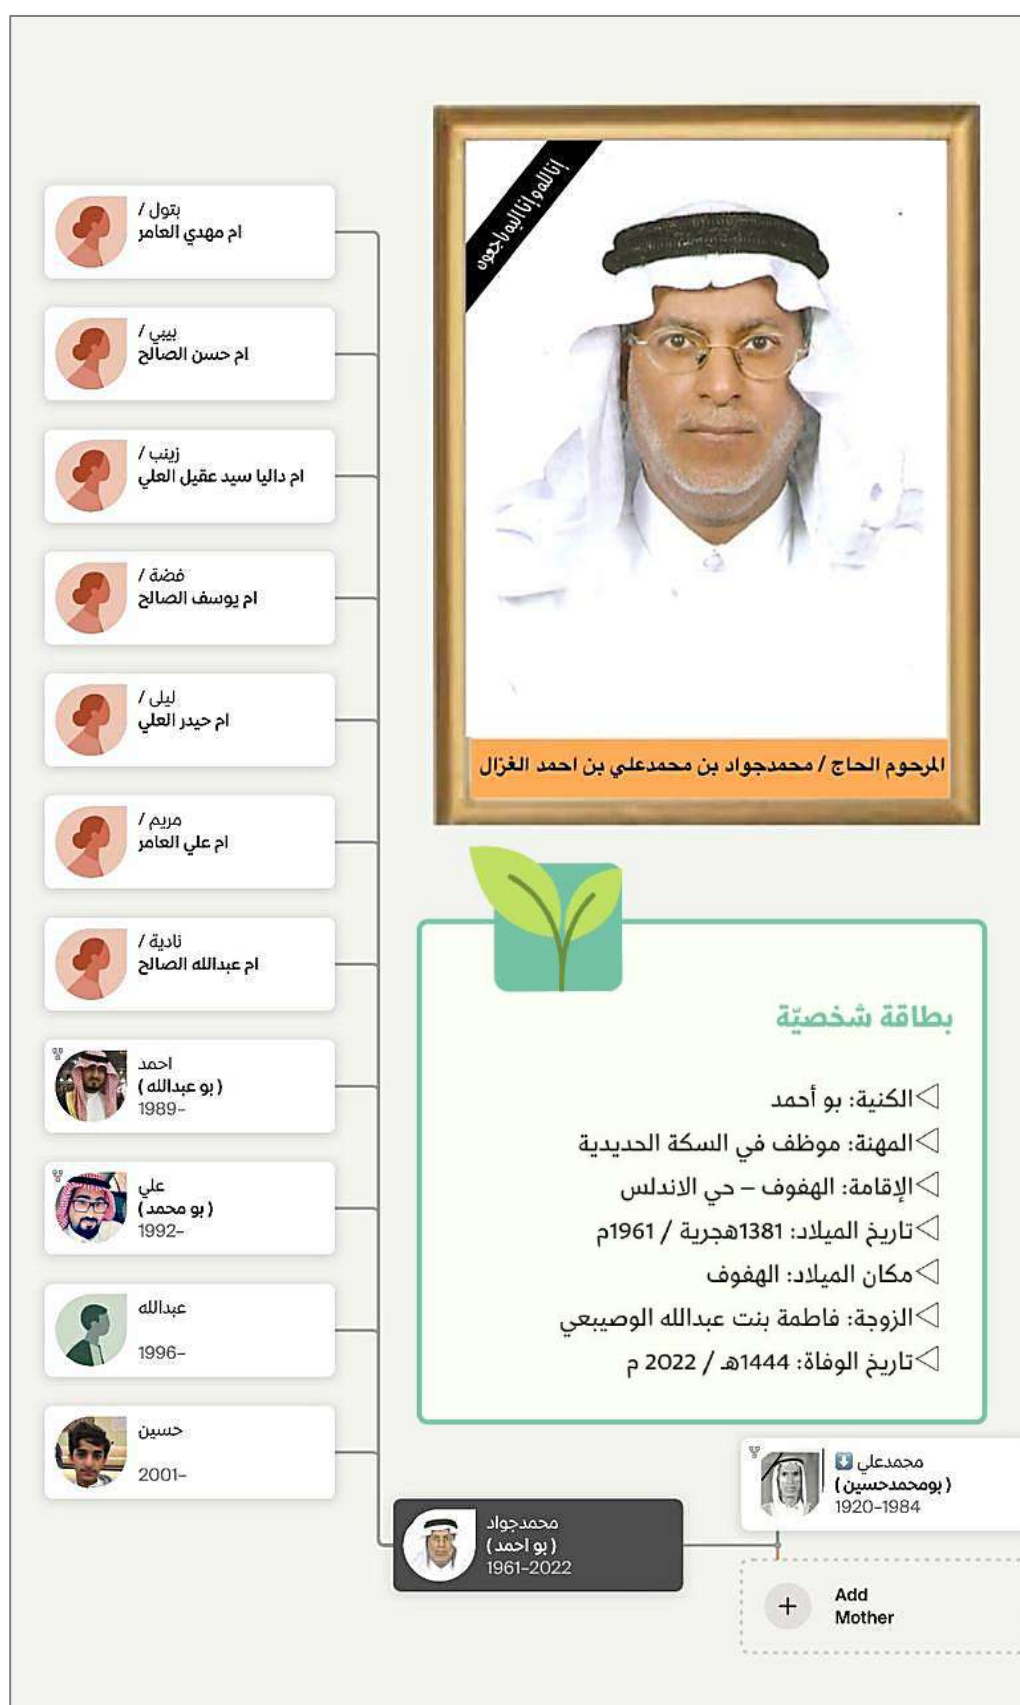 إنا لله و إنا اليه راجعون
المرحوم الحاج / محمدجواد بن محمدعلي بن احمد الغزال
بتول /
ام مهدي العامر
بيبي /
ام حسن الصالح
زينب /
ام داليا سيد عقيل العلي
فضة /
ام يوسف الصالح
ليلى /
ام حيدر العلي
مريم /
ام علي العامر
نادية /
ام عبدالله الصالح
احمد
(بو عبدالله)
1989–
علي
(بو محمد)
1992–
عبدالله
1996–
حسين
2001–
بطاقة شخصيّة
الكنية: بو أحمد
المهنة: موظف في السكة الحديدية
الإقامة: الهفوف – حي الاندلس
تاريخ الميلاد: 1381هجرية / 1961م
مكان الميلاد: الهفوف
الزوجة: فاطمة بنت عبدالله الوصيبعي
تاريخ الوفاة: 1444هـ / 2022 م
محمدعلي
(بومحمدحسين)
1920–1984
محمدجواد
(بو احمد)
1961–2022
Add
Mother